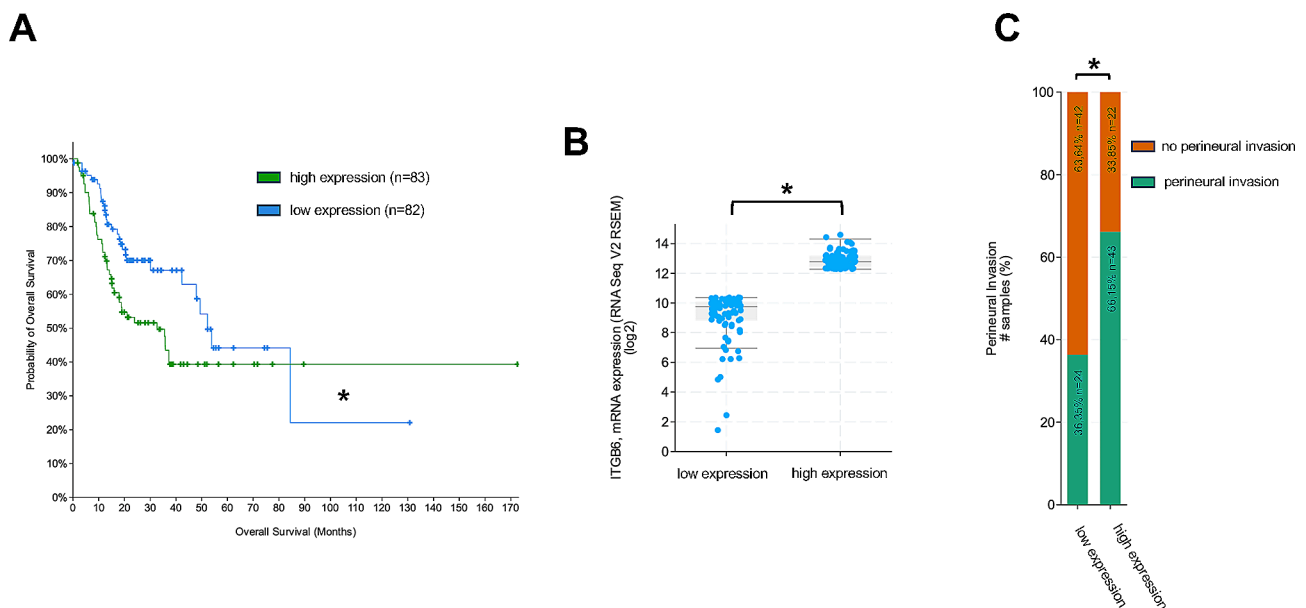 A
Probability of Overall Survival
100%
90%
80%
70%
60%
50%
40%
30%
20%
10%
0%
high expression (n=83)
low expression (n=82)
*
0 10 20 30 40 50 60 70 80 90 100 110 120 130 140 150 160 170
Overall Survival (Months)
B
ITGB6, mRNA expression (RNA Seq V2 RSEM)
(log2)
*
14
13
10
8
6
4
2
0
low expression
high expression
C
*
Perineural Invasion
# samples (%)
100
80
60
40
20
0
63,64% n=42
33,85% n=22
36,35% n=24
66,15% n=43
no perineural invasion
perineural invasion
low expression
high expression